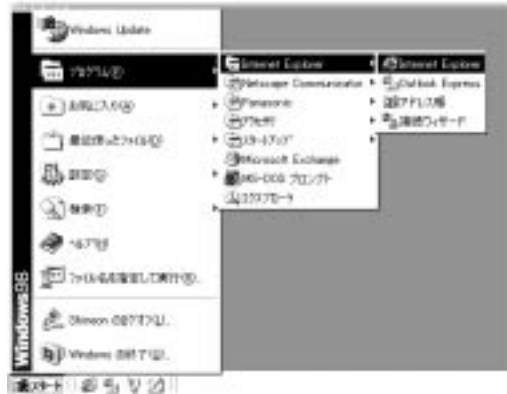 Windows Update
プログラム(P)
お気に入り(A)
最近使ったファイル(D)
設定(S)
検索(F)
ヘルプ(H)
ファイル名を指定して実行(R)...
のログオフ(L)...
Windows の終了(U)...
Windows98
スタート
Internet Explorer
Netscape Communicator
Panasonic
アクセサリ
スタートアップ
Microsoft Exchange
MS-DOS プロンプト
エクスプローラ
Internet Explorer
Outlook Express
アドレス帳
接続ウィザード